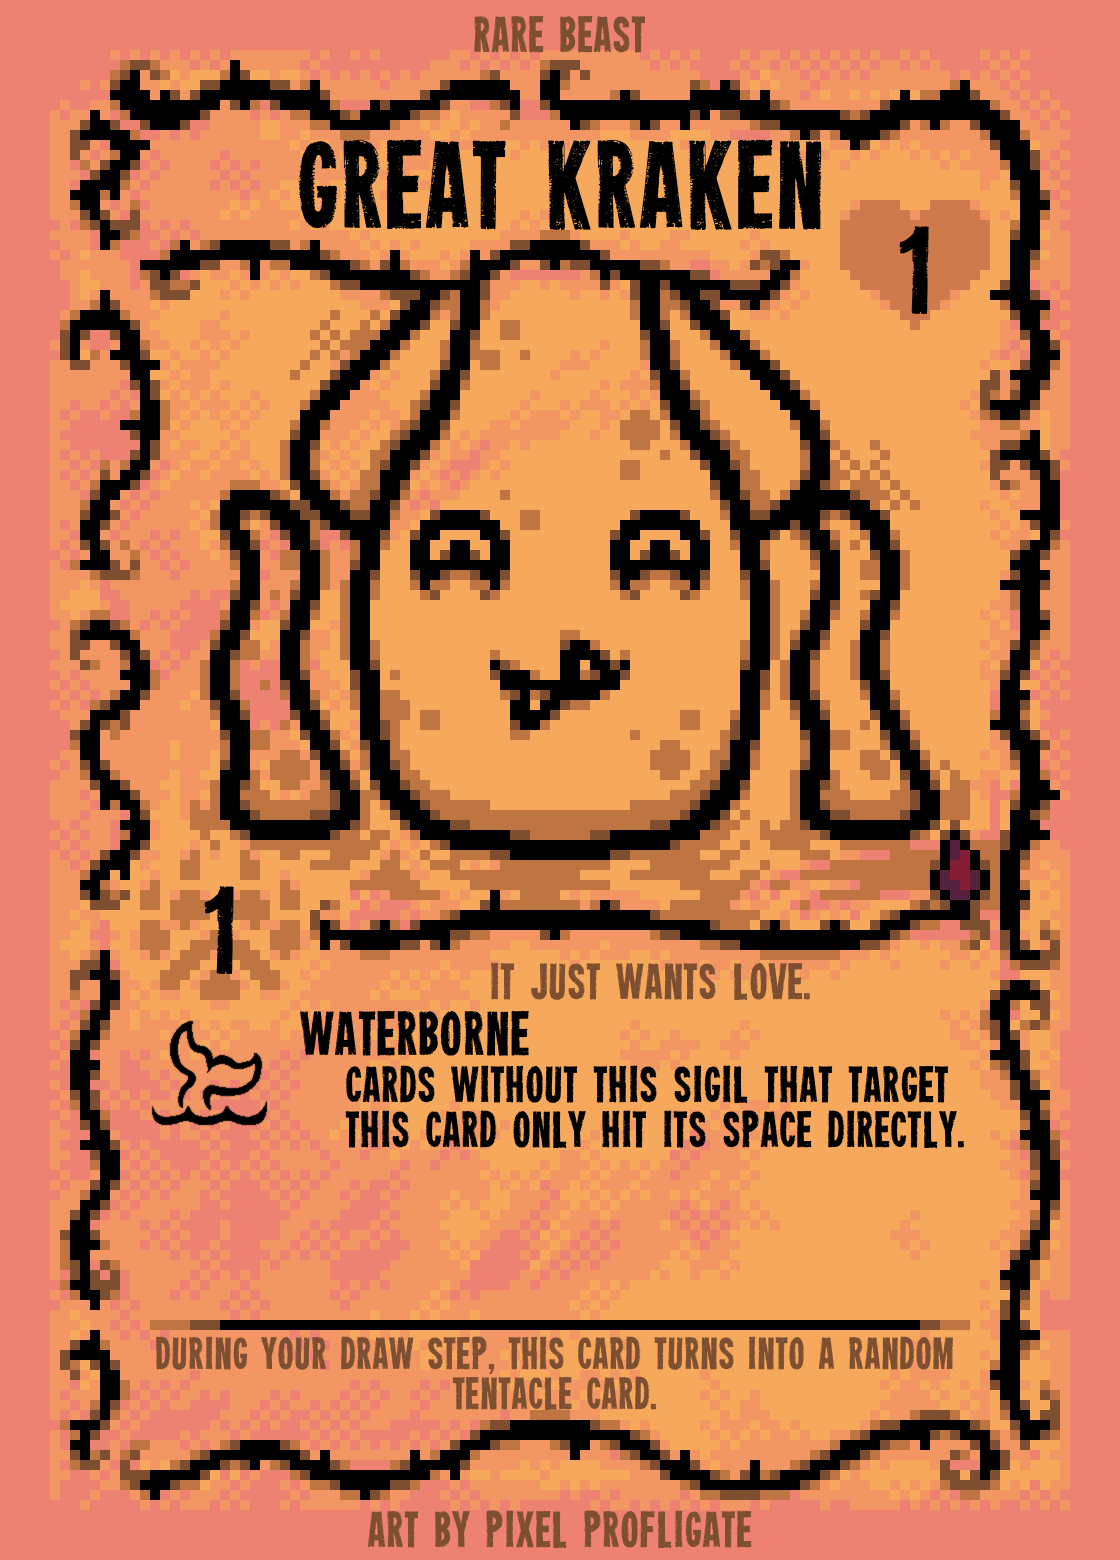 RARE BEAST
GREAT KRAKEN
1
1
IT JUST WANTS LOVE.
WATERBORNE
CARDS WITHOUT THIS SIGIL THAT TARGET
THIS CARD ONLY HIT ITS SPACE DIRECTLY.
DURING YOUR DRAW STEP, THIS CARD TURNS INTO A RANDOM
TENTACLE CARD.
ART BY PIXEL PROFLIGATE